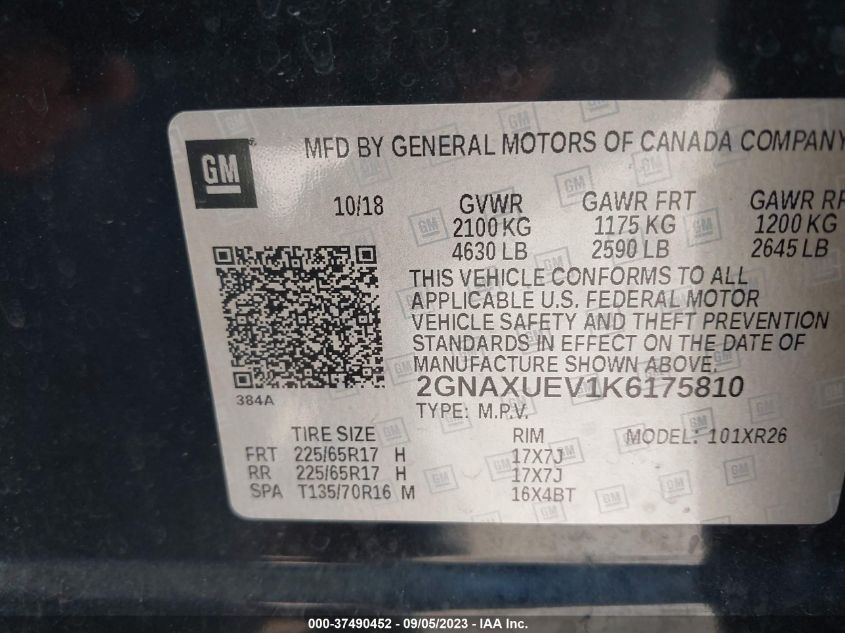 GM
MFD BY GENERAL MOTORS OF CANADA COMPANY
10/18 GVWR GAWR FRT GAWR RR
2100 KG 1175 KG 1200 KG
4630 LB 2590 LB 2645 LB
THIS VEHICLE CONFORMS TO ALL
APPLICABLE U.S. FEDERAL MOTOR
VEHICLE SAFETY AND THEFT PREVENTION
STANDARDS IN EFFECT ON THE DATE OF
MANUFACTURE SHOWN ABOVE.
384A
2GNAXUEV1K6175810
TYPE: M.P.V.
TIRE SIZE RIM MODEL: 101XR26
FRT 225/65R17 H 17X7J
RR 225/65R17 H 17X7J
SPA T135/70R16 M 16X4BT
000-37490452 - 09/05/2023 - IAA Inc.